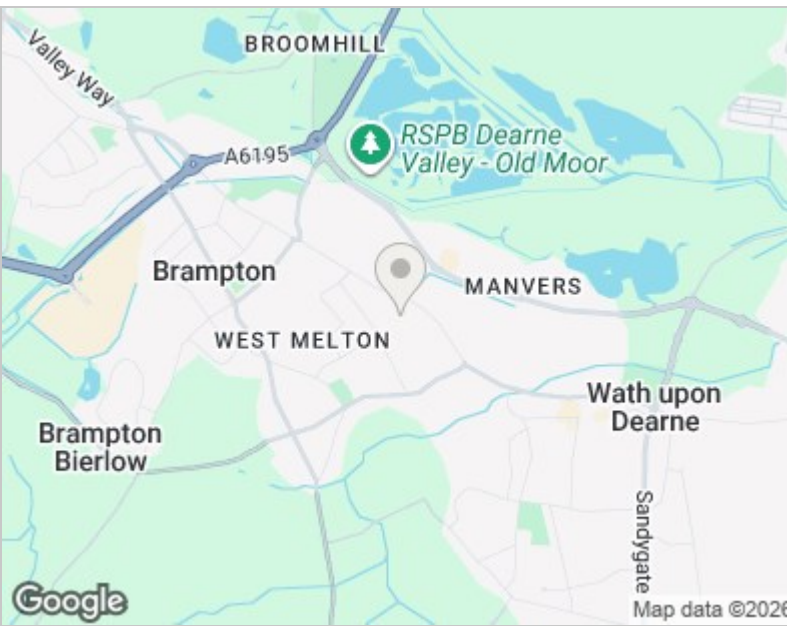 BROOMHILL
Valley Way
A6195
RSPB Dearne
Valley - Old Moor
Brampton
MANVERS
WEST MELTON
Wath upon
Dearne
Brampton
Bierlow
Sandygate
Google
Map data ©2026